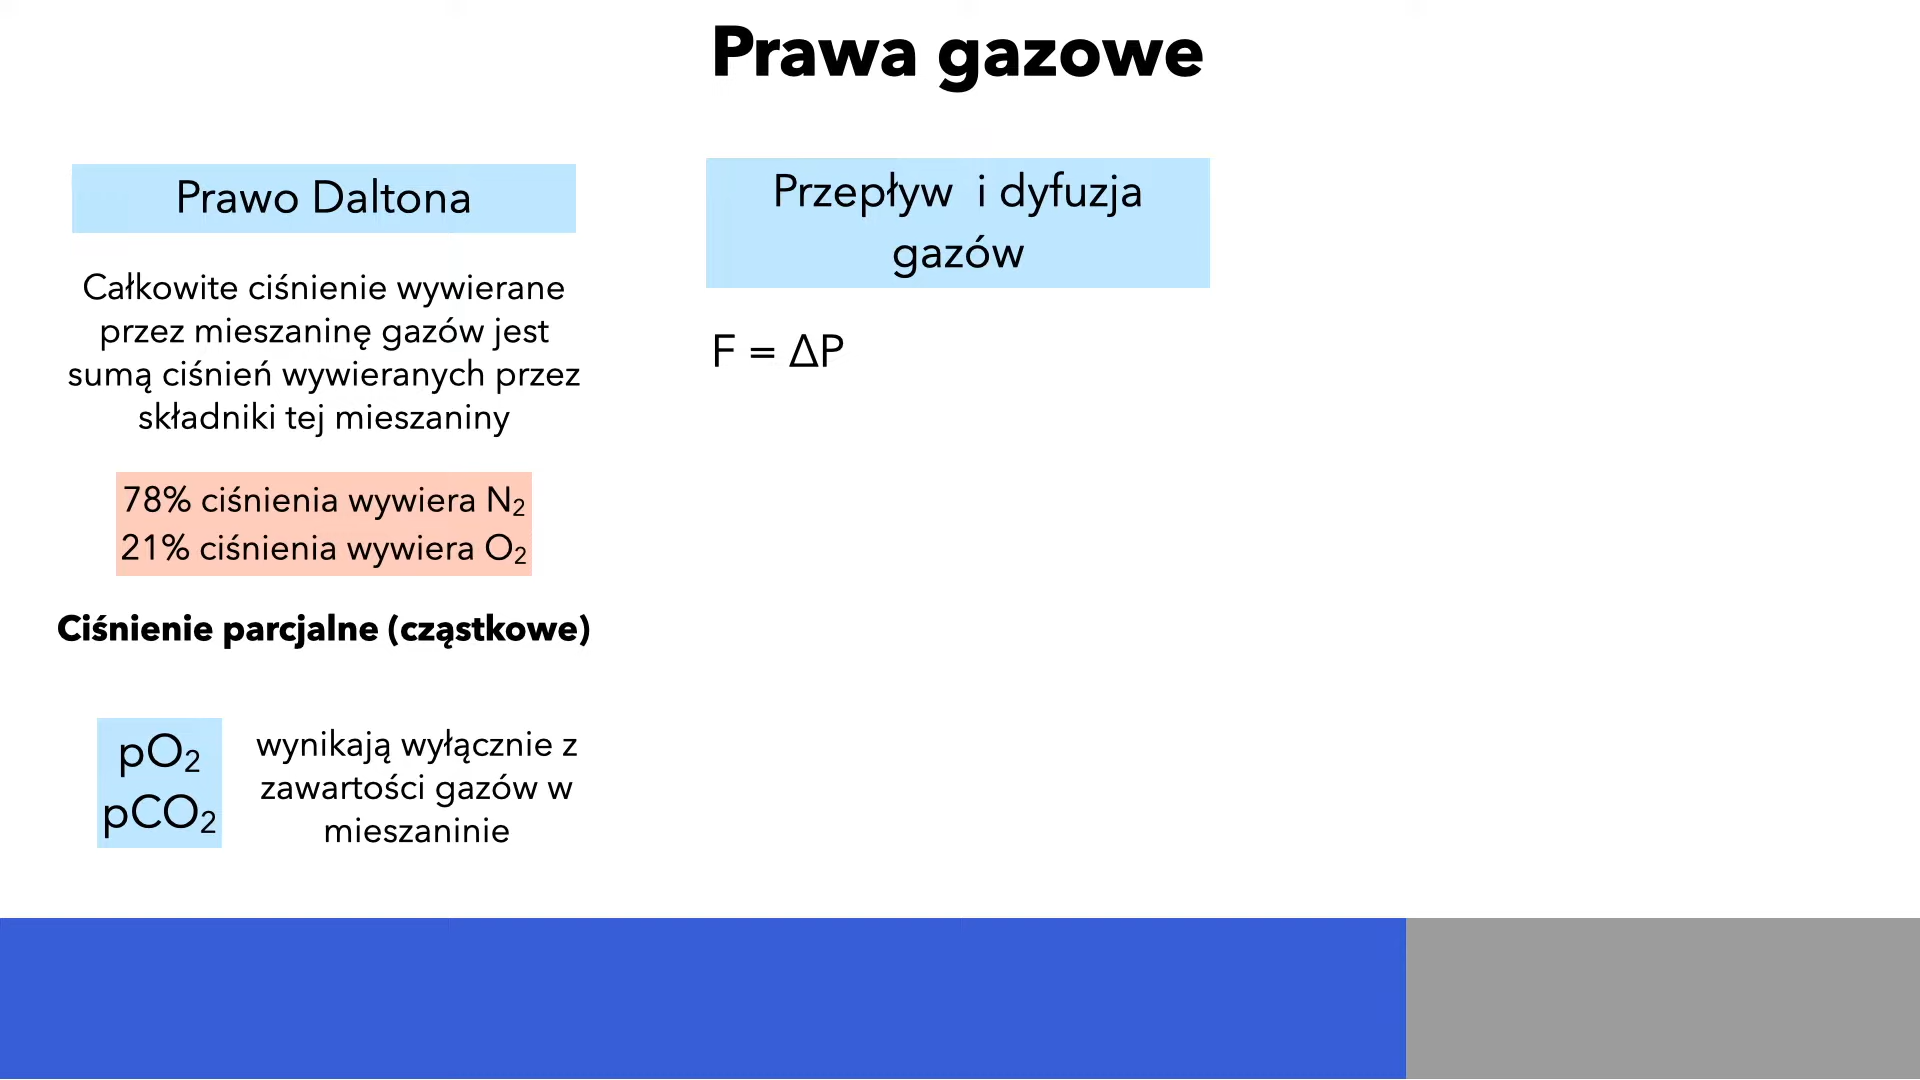 Prawa gazowe
Prawo Daltona
Całkowite ciśnienie wywierane
przez mieszaninę gazów jest
sumą ciśnień wywieranych przez
składniki tej mieszaniny
78% ciśnienia wywiera N₂
21% ciśnienia wywiera O₂
Ciśnienie parcjalne (cząstkowe)
pO₂
pCO₂
wynikają wyłącznie z
zawartości gazów w
mieszaninie
Przepływ i dyfuzja
gazów
F = ΔP